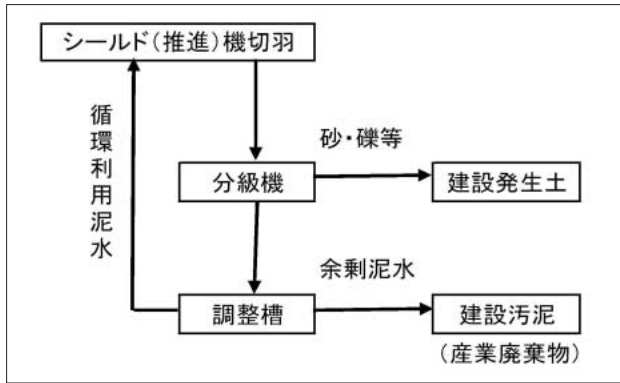 シールド(推進)機切羽
循環利用泥水
砂・礫等
分級機
建設発生土
余剰泥水
調整槽
建設汚泥
(産業廃棄物)